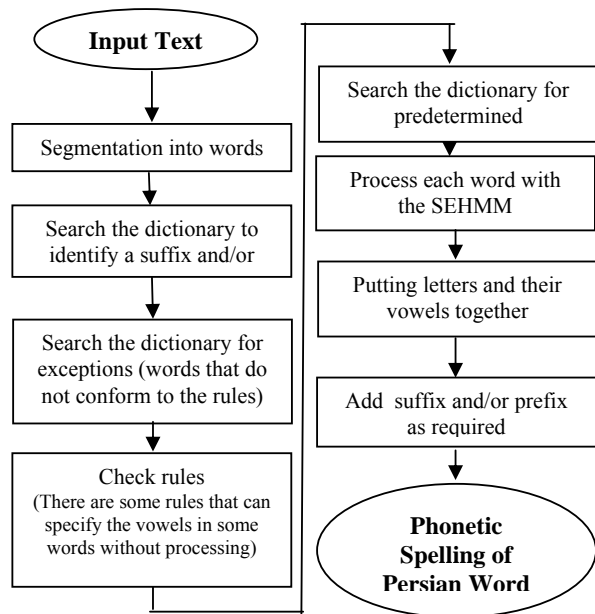 Input Text
Segmentation into words
Search the dictionary to
identify a suffix and/or
Search the dictionary for
exceptions (words that do
not conform to the rules)
Check rules
(There are some rules that can
specify the vowels in some
words without processing)
Search the dictionary for
predetermined
Process each word with
the SEHMM
Putting letters and their
vowels together
Add suffix and/or prefix
as required
Phonetic
Spelling of
Persian Word